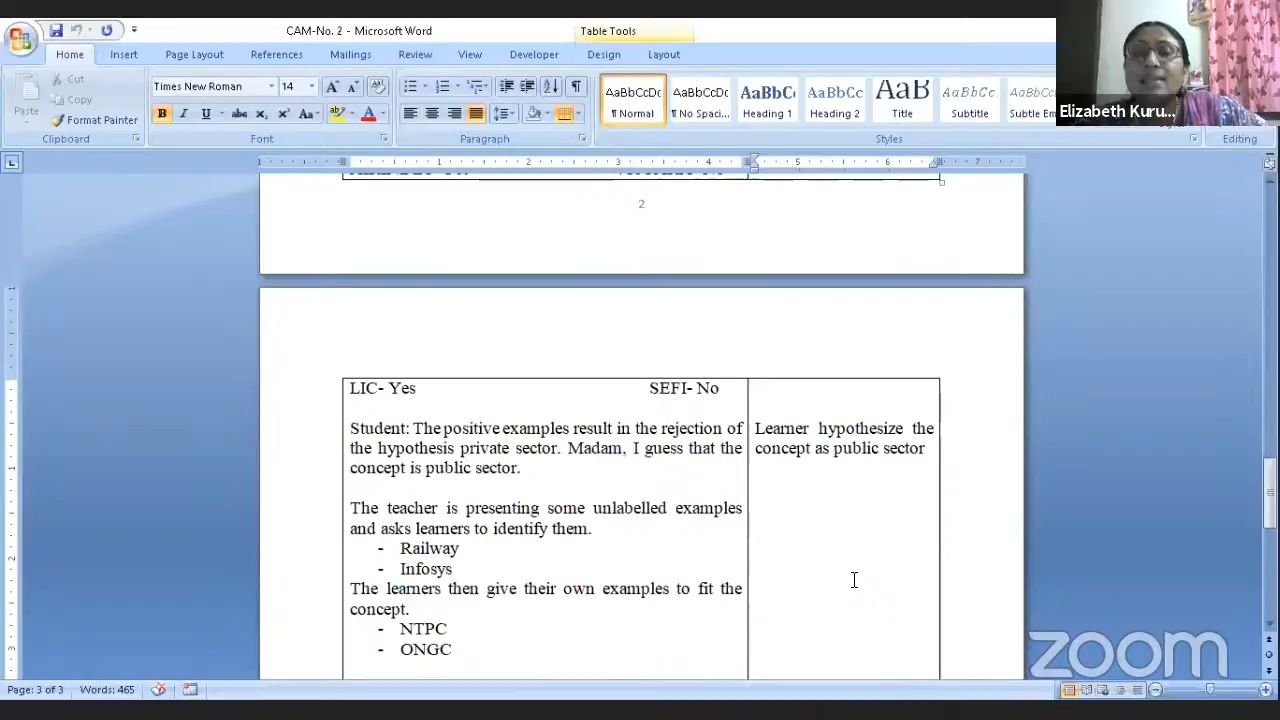 CAM-No. 2 - Microsoft Word
Table Tools
Home Insert Page Layout References Mailings Review View Developer Design Layout
Cut
Copy
Format Painter
Paste
Clipboard
Times New Roman 14
Font
Paragraph
AaBbCcDc AaBbCcDc AaBbC AaBbCc AaB AaBbCc AaBbCc
¶ Normal ¶ No Spaci... Heading 1 Heading 2 Title Subtitle Subtle Em
Styles
Editing
Elizabeth Kuru...
2
LIC- Yes SEFI- No
Student: The positive examples result in the rejection of
the hypothesis private sector. Madam, I guess that the
concept is public sector.
The teacher is presenting some unlabelled examples
and asks learners to identify them.
- Railway
- Infosys
The learners then give their own examples to fit the
concept.
- NTPC
- ONGC
Learner hypothesize the
concept as public sector
zoom
Page: 3 of 3 Words: 465